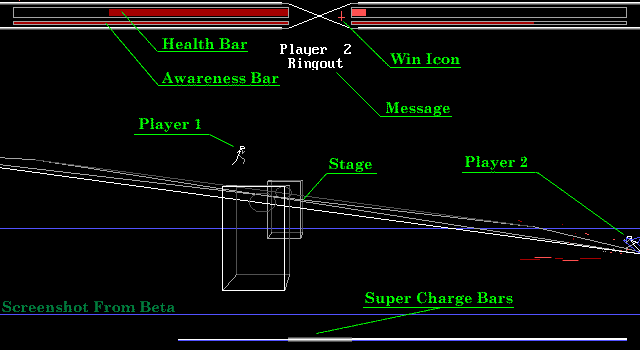 Health Bar
Player 2
Ringout
Win Icon
Awareness Bar
Message
Player 1
Stage
Player 2
Super Charge Bars
Screenshot From Beta